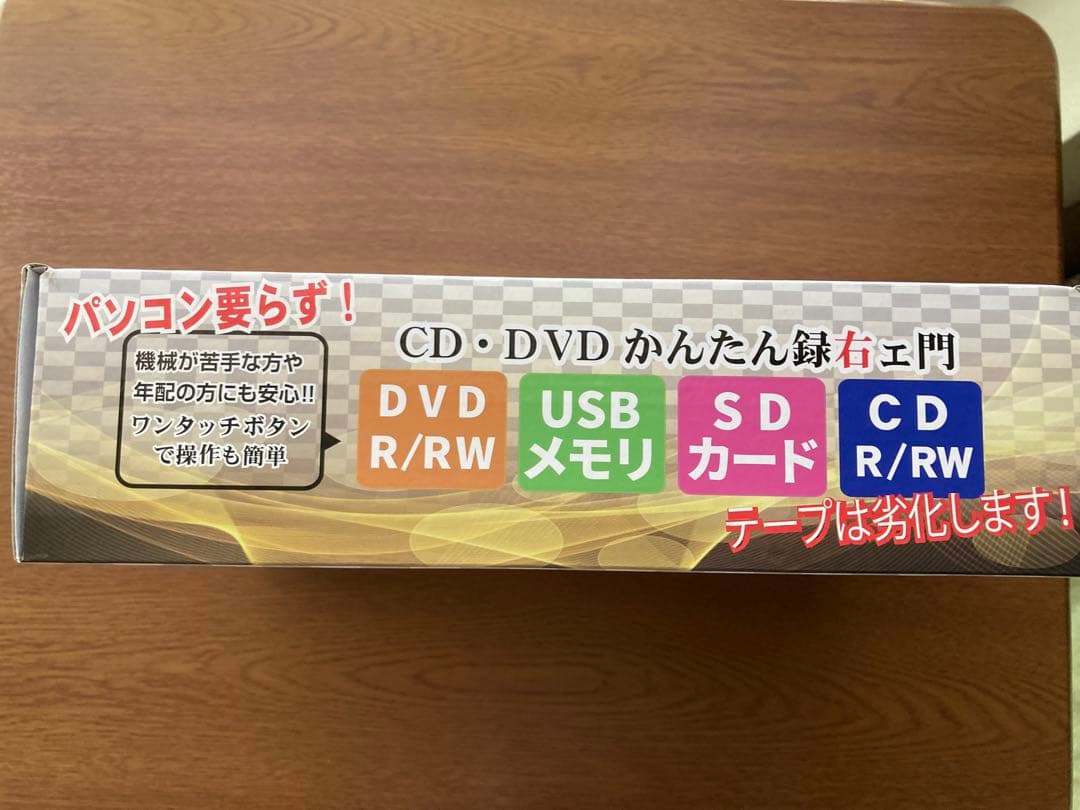 パソコン要らず!
機械が苦手な方や
年配の方にも安心!!
ワンタッチボタン
で操作も簡単
CD・DVD かんたん録右ェ門
DVD
R/RW
USB
メモリ
SD
カード
CD
R/RW
テープは劣化します!